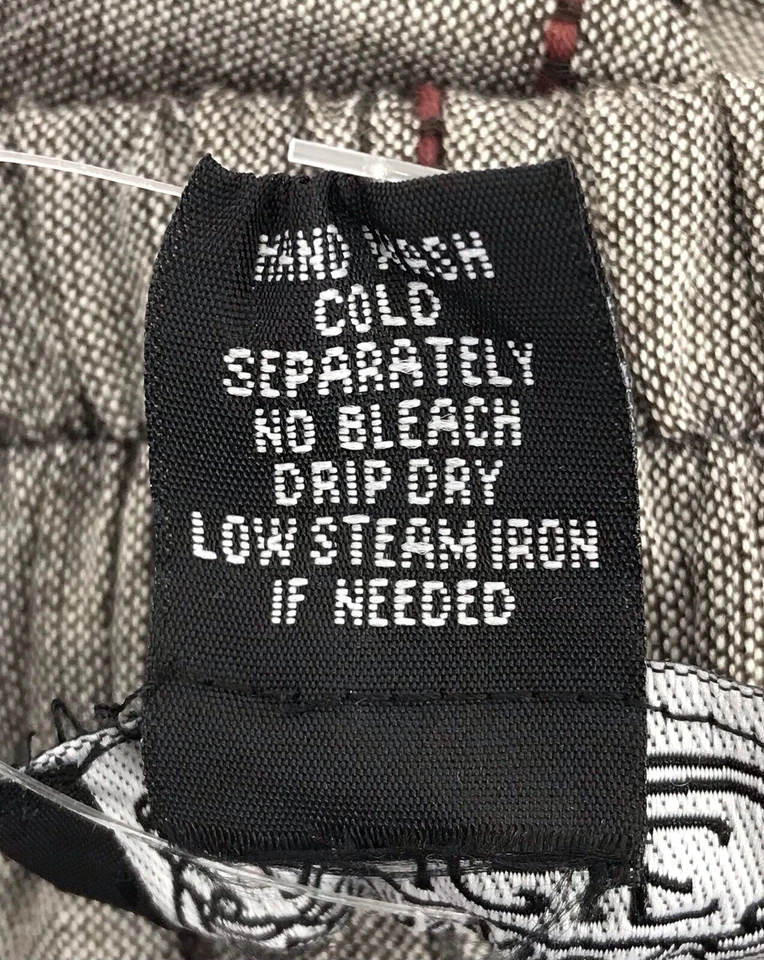 HAND WASH
COLD
SEPARATELY
NO BLEACH
DRIP DRY
LOW STEAM IRON
IF NEEDED